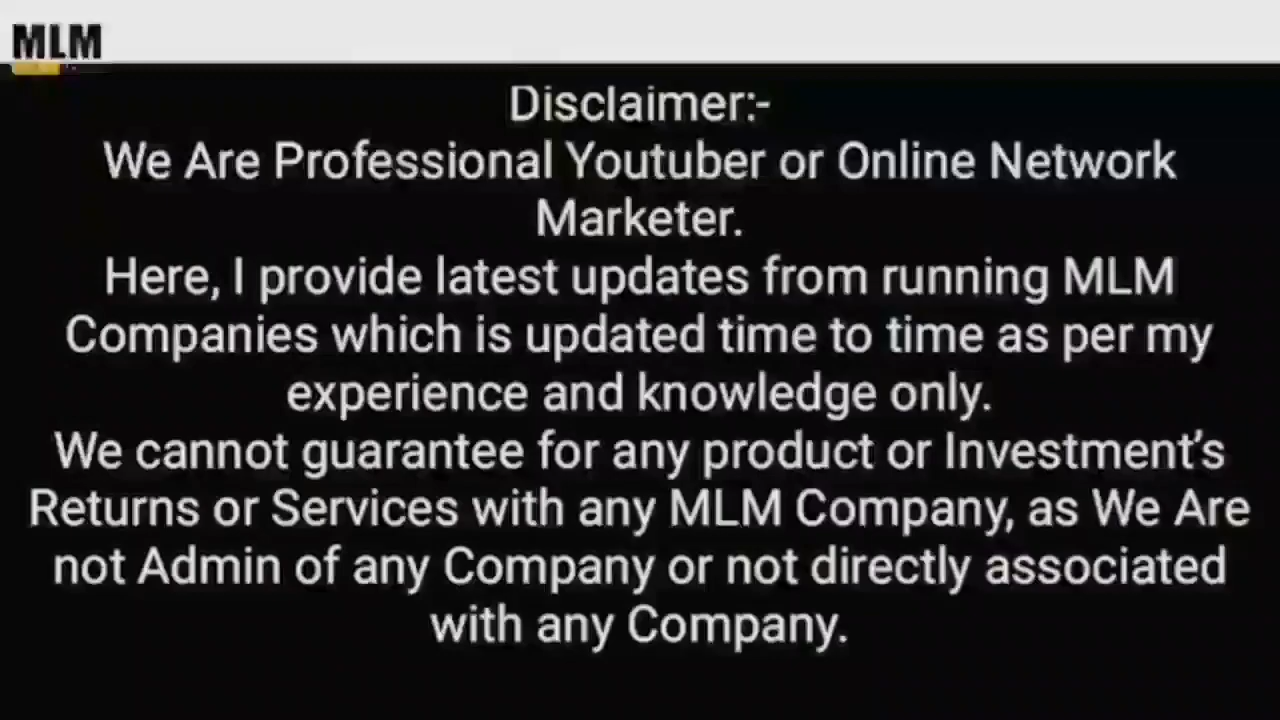 MLM
Disclaimer:-
We Are Professional Youtuber or Online Network
Marketer.
Here, I provide latest updates from running MLM
Companies which is updated time to time as per my
experience and knowledge only.
We cannot guarantee for any product or Investment’s
Returns or Services with any MLM Company, as We Are
not Admin of any Company or not directly associated
with any Company.